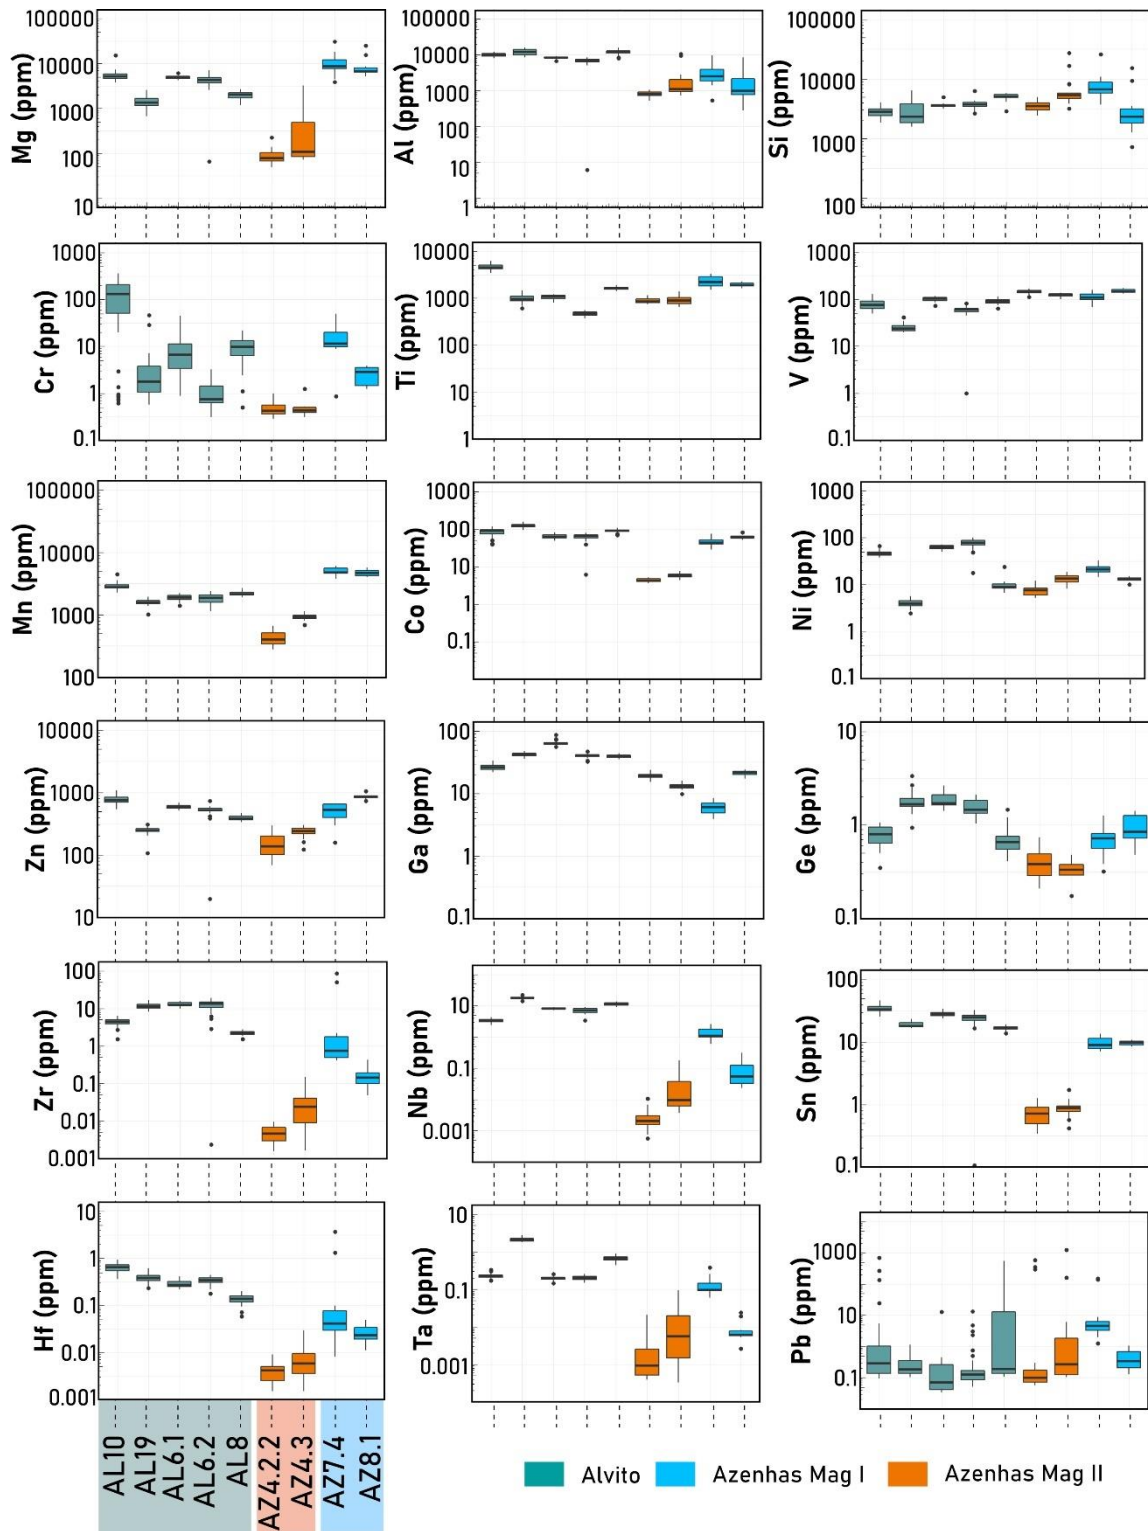 Mg (ppm)
100000
10000
1000
100
10
Al (ppm)
100000
10000
1000
100
10
1
Si (ppm)
100000
10000
1000
100
Cr (ppm)
1000
100
10
1
0.1
Ti (ppm)
10000
1000
100
10
1
V (ppm)
1000
100
10
1
0.1
Mn (ppm)
100000
10000
1000
100
Co (ppm)
1000
100
10
1
0.1
Ni (ppm)
1000
100
10
1
0.1
Zn (ppm)
10000
1000
100
10
Ga (ppm)
100
10
1
0.1
Ge (ppm)
10
1
0.1
Zr (ppm)
100
10
1
0.1
0.01
0.001
Nb (ppm)
10
0.1
0.001
Sn (ppm)
100
10
1
0.1
Hf (ppm)
10
1
0.1
0.01
0.001
Ta (ppm)
10
0.1
0.001
Pb (ppm)
1000
10
0.1
AL10
AL19
AL6.1
AL6.2
AL8
AZ4.2.2
AZ4.3
AZ7.4
AZ8.1
Alvito
Azenhas Mag I
Azenhas Mag II